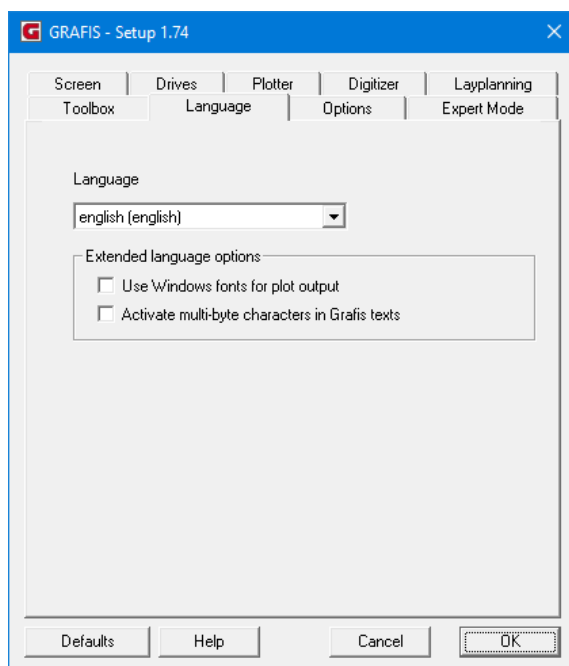 GRAFIS - Setup 1.74
Screen Drives Plotter Digitizer Layplanning
Toolbox Language Options Expert Mode
Language
english (english)
Extended language options
Use Windows fonts for plot output
Activate multi-byte characters in Grafis texts
Defaults Help Cancel OK